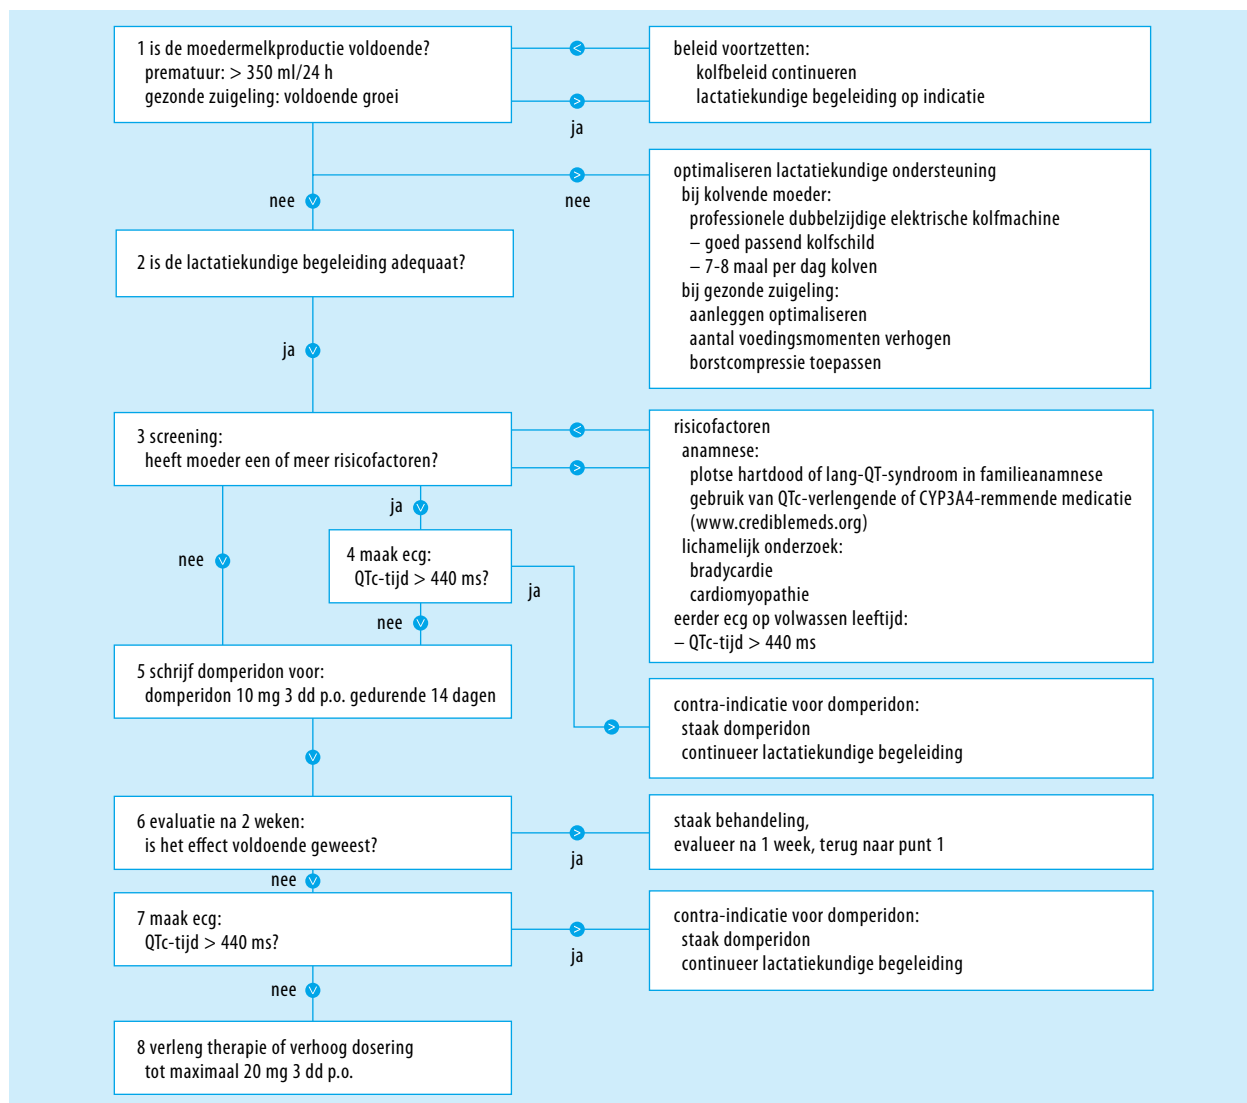 1 is de moedermelkproductie voldoende?
prematuur: > 350 ml/24 h
gezonde zuigeling: voldoende groei
ja
beleid voortzetten:
kolfbeleid continueren
lactatiekundige begeleiding op indicatie
nee
nee
optimaliseren lactatiekundige ondersteuning
bij kolvende moeder:
professionele dubbelzijdige elektrische kolfmachine
– goed passend kolfschild
– 7-8 maal per dag kolven
bij gezonde zuigeling:
aanleggen optimaliseren
aantal voedingsmomenten verhogen
borstcompressie toepassen
2 is de lactatiekundige begeleiding adequaat?
ja
3 screening:
heeft moeder een of meer risicofactoren?
risicofactoren
anamnese:
plotse hartdood of lang-QT-syndroom in familieanamnese
gebruik van QTc-verlengende of CYP3A4-remmende medicatie
(www.crediblemeds.org)
lichamelijk onderzoek:
bradycardie
cardiomyopathie
eerder ecg op volwassen leeftijd:
– QTc-tijd > 440 ms
ja
nee
4 maak ecg:
QTc-tijd > 440 ms?
ja
nee
5 schrijf domperidon voor:
domperidon 10 mg 3 dd p.o. gedurende 14 dagen
contra-indicatie voor domperidon:
staak domperidon
continueer lactatiekundige begeleiding
6 evaluatie na 2 weken:
is het effect voldoende geweest?
ja
staak behandeling,
evalueer na 1 week, terug naar punt 1
nee
7 maak ecg:
QTc-tijd > 440 ms?
ja
contra-indicatie voor domperidon:
staak domperidon
continueer lactatiekundige begeleiding
nee
8 verleng therapie of verhoog dosering
tot maximaal 20 mg 3 dd p.o.